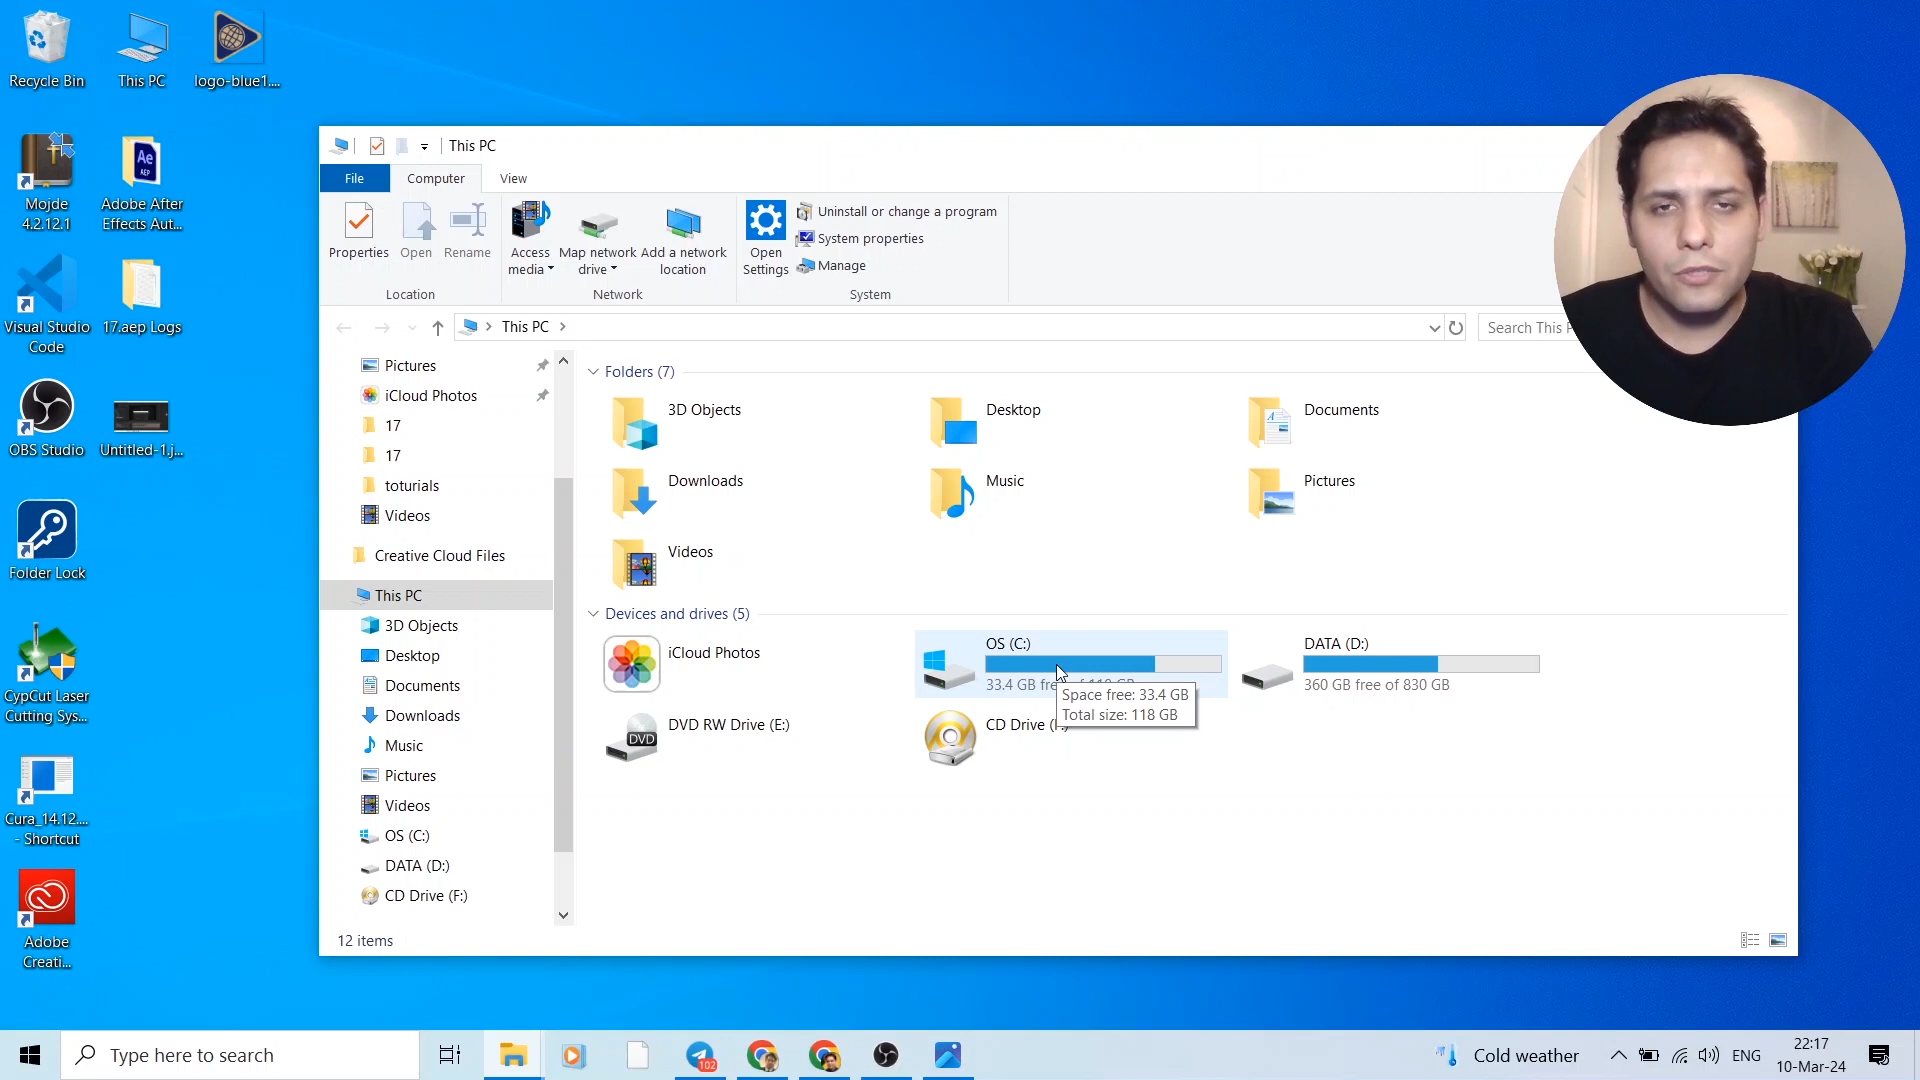 Recycle Bin
This PC
logo-blue1....
Mojde
4.2.12.1
Adobe After
Effects Aut...
Visual Studio
Code
17.aep Logs
OBS Studio
Untitled-1.j...
Folder Lock
CypCut Laser
Cutting Sys...
Cura_14.12....
- Shortcut
Adobe
Creati...
This PC
File
Computer
View
Properties
Open
Rename
Location
Access
media
Map network
drive
Add a network
location
Network
Open
Settings
Uninstall or change a program
System properties
Manage
System
This PC
Search This P
Pictures
iCloud Photos
17
17
toturials
Videos
Creative Cloud Files
This PC
3D Objects
Desktop
Documents
Downloads
Music
Pictures
Videos
OS (C:)
DATA (D:)
CD Drive (F:)
Folders (7)
3D Objects
Desktop
Documents
Downloads
Music
Pictures
Videos
Devices and drives (5)
iCloud Photos
OS (C:)
33.4 GB free of 118 GB
DATA (D:)
360 GB free of 830 GB
DVD
DVD RW Drive (E:)
CD Drive (F:)
Space free: 33.4 GB
Total size: 118 GB
12 items
Ae
AEP
Type here to search
102
Cold weather
ENG
22:17
10-Mar-24